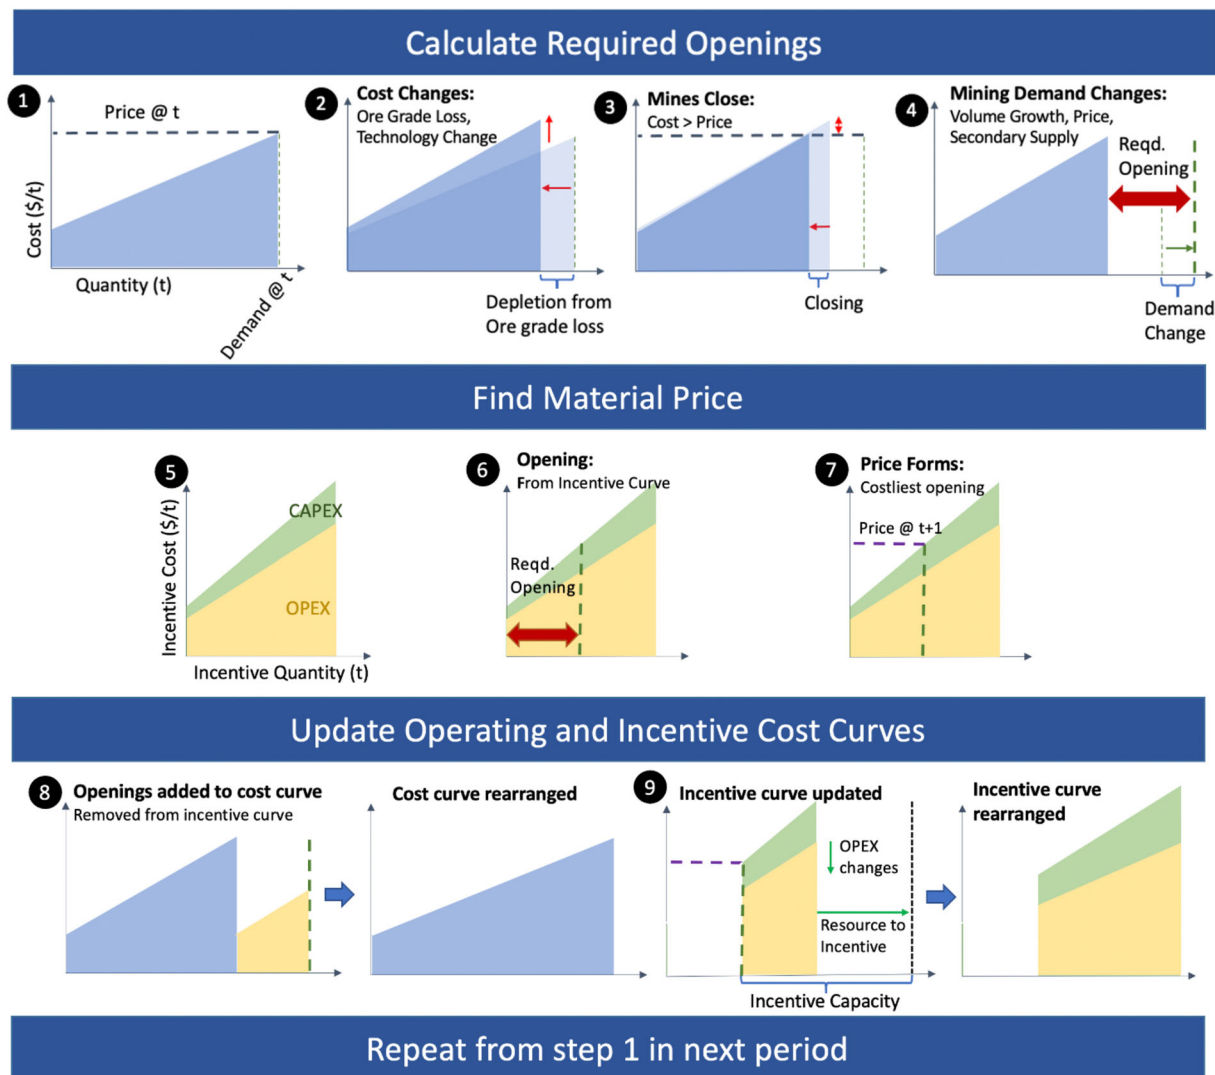 Calculate Required Openings
1
Price @ t
Cost ($/t)
Quantity (t)
Demand @ t
2
Cost Changes:
Ore Grade Loss,
Technology Change
Depletion from
Ore grade loss
3
Mines Close:
Cost > Price
Closing
4
Mining Demand Changes:
Volume Growth, Price,
Secondary Supply
Reqd.
Opening
Demand
Change
Find Material Price
5
CAPEX
OPEX
Incentive Cost ($/t)
Incentive Quantity (t)
6
Opening:
From Incentive Curve
Reqd.
Opening
7
Price Forms:
Costliest opening
Price @ t+1
Update Operating and Incentive Cost Curves
8
Openings added to cost curve
Removed from incentive curve
Cost curve rearranged
9
Incentive curve updated
OPEX
changes
Resource to
Incentive
Incentive Capacity
Incentive curve
rearranged
Repeat from step 1 in next period